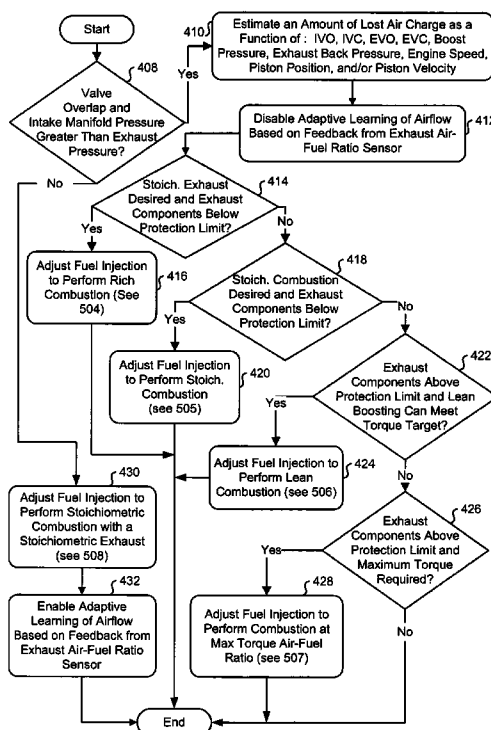 Start
408
Valve
Overlap and
Intake Manifold Pressure
Greater Than Exhaust
Pressure?
Yes
No
410
Estimate an Amount of Lost Air Charge as a
Function of : IVO, IVC, EVO, EVC, Boost
Pressure, Exhaust Back Pressure, Engine Speed,
Piston Position, and/or Piston Velocity
412
Disable Adaptive Learning of Airflow
Based on Feedback from Exhaust Air-
Fuel Ratio Sensor
414
Stoich. Exhaust
Desired and Exhaust
Components Below
Protection Limit?
Yes
No
416
Adjust Fuel Injection
to Perform Rich
Combustion (See
504)
418
Stoich. Combustion
Desired and Exhaust
Components Below
Protection Limit?
Yes
No
420
Adjust Fuel Injection
to Perform Stoich.
Combustion
(see 505)
422
Exhaust
Components Above
Protection Limit and Lean
Boosting Can Meet
Torque Target?
Yes
No
424
Adjust Fuel Injection to
Perform Lean
Combustion (see 506)
426
Exhaust
Components Above
Protection Limit and
Maximum Torque
Required?
Yes
No
428
Adjust Fuel Injection to
Perform Combustion at
Max Torque Air-Fuel
Ratio (see 507)
430
Adjust Fuel Injection to
Perform Stoichiometric
Combustion with a
Stoichiometric Exhaust
(see 508)
432
Enable Adaptive
Learning of Airflow
Based on Feedback from
Exhaust Air-Fuel Ratio
Sensor
End